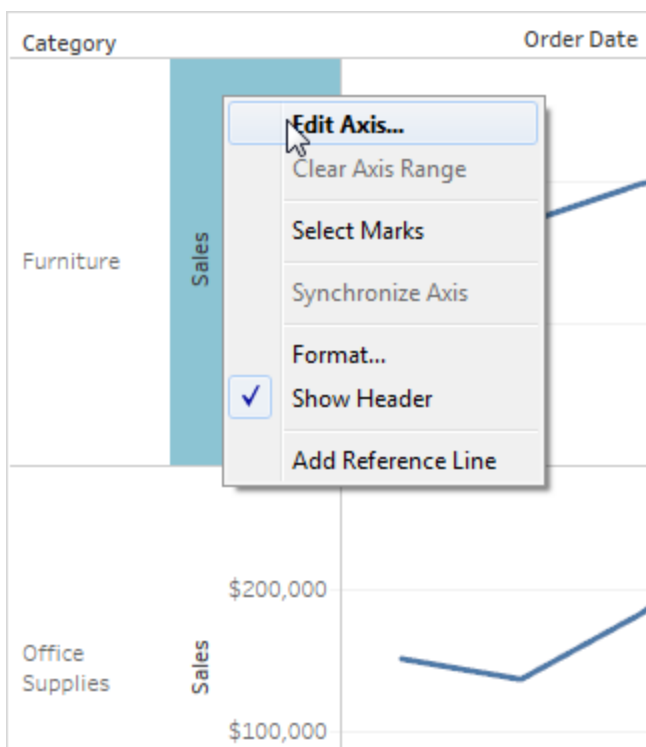 Category
Order Date
Edit Axis...
Clear Axis Range
Select Marks
Furniture
Sales
Synchronize Axis
Format...
Show Header
Add Reference Line
$200,000
Office
Supplies
Sales
$100,000